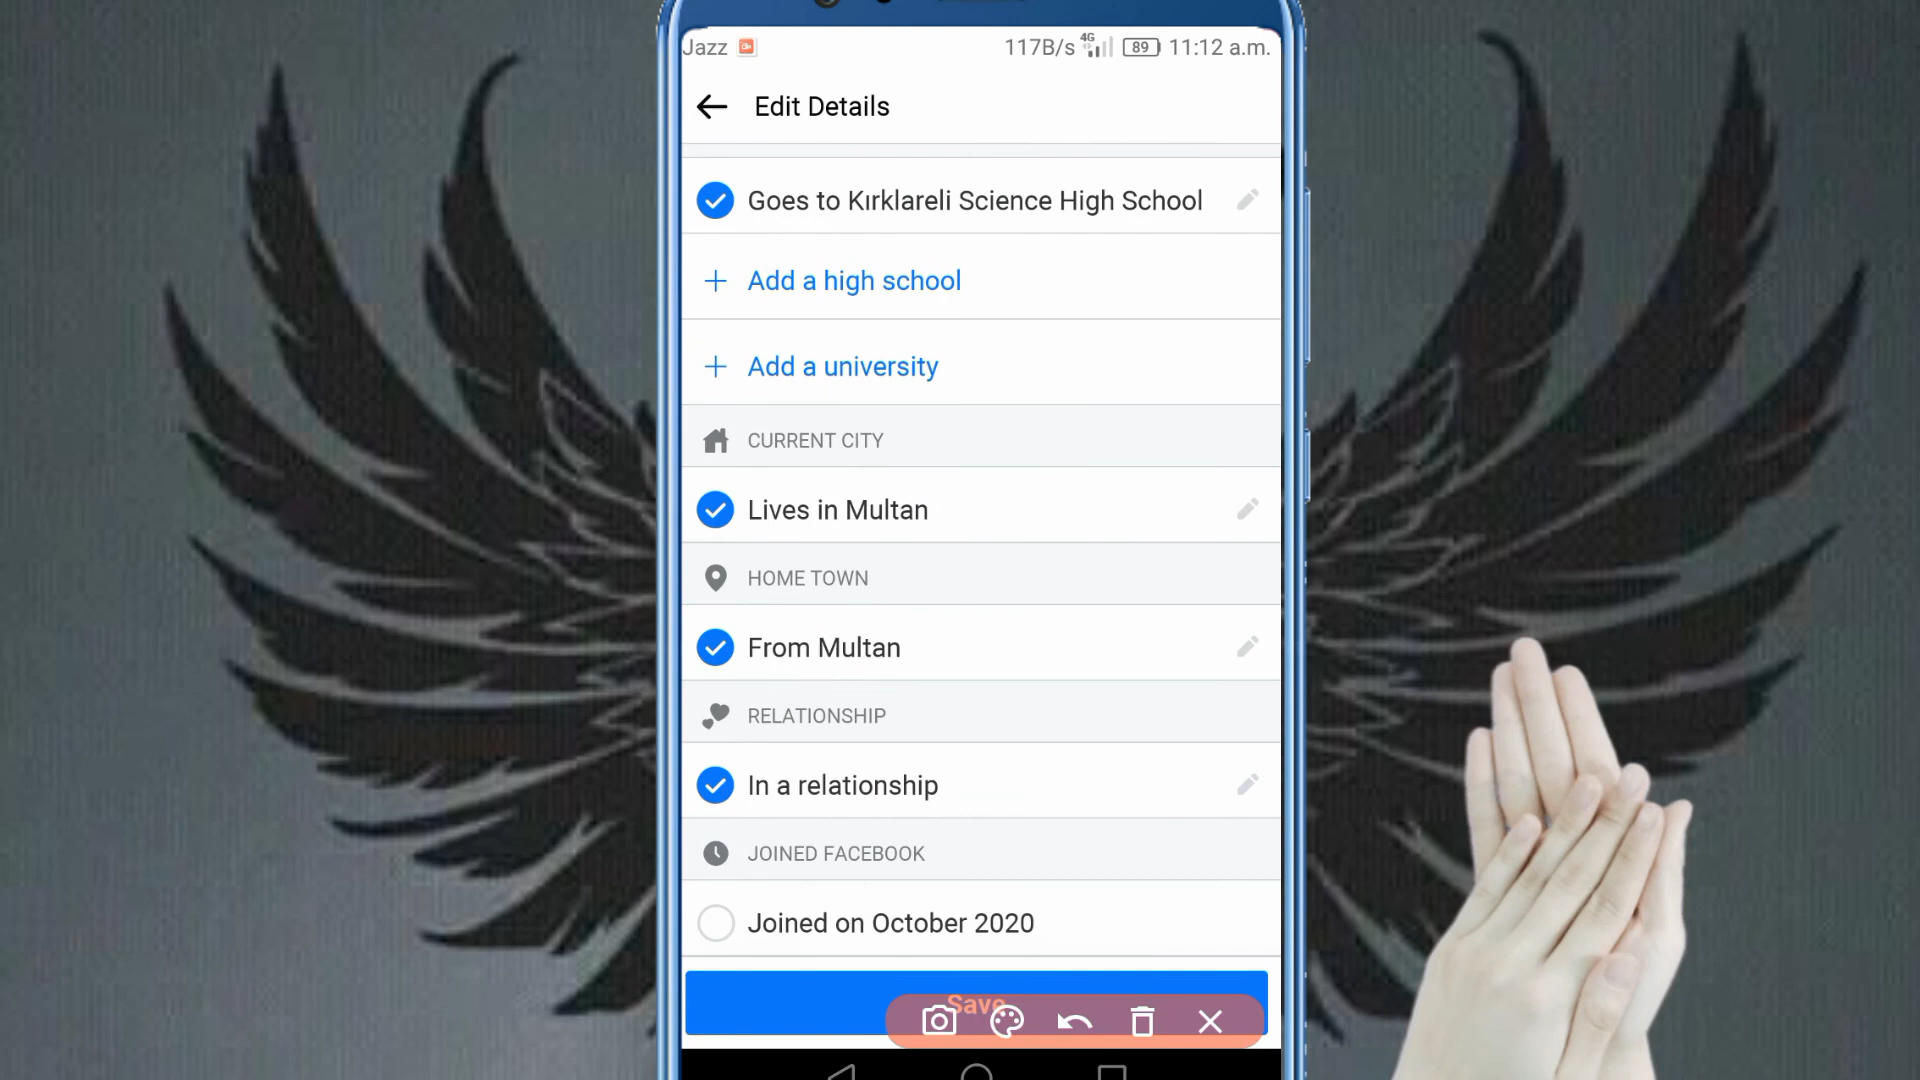 Jazz 117B/s 4G 89 11:12 a.m.
Edit Details
Goes to Kırklareli Science High School
Add a high school
Add a university
CURRENT CITY
Lives in Multan
HOME TOWN
From Multan
RELATIONSHIP
In a relationship
JOINED FACEBOOK
Joined on October 2020
Save